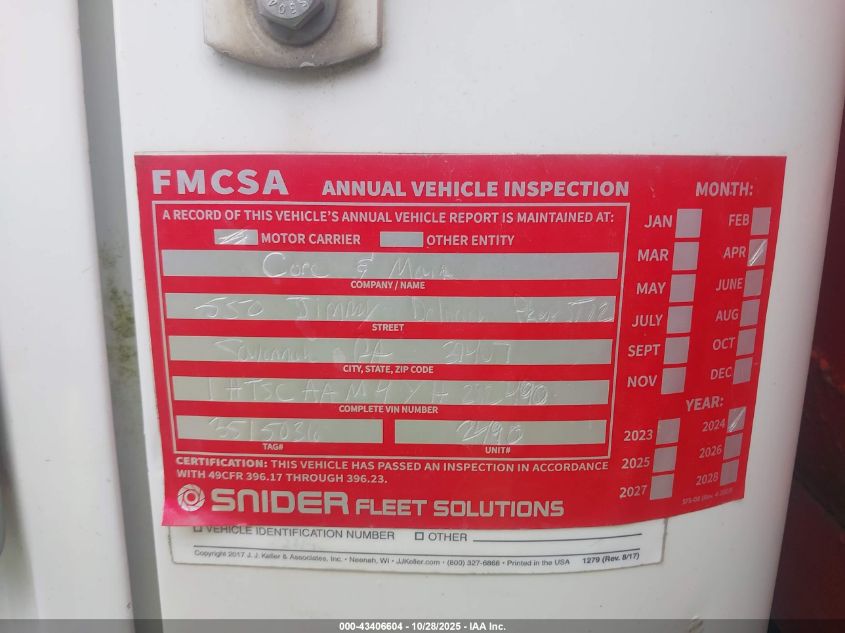 FMCSA ANNUAL VEHICLE INSPECTION
A RECORD OF THIS VEHICLE'S ANNUAL VEHICLE REPORT IS MAINTAINED AT:
MOTOR CARRIER OTHER ENTITY
Core & Main
COMPANY / NAME
550 Jimmy
STREET
CITY, STATE, ZIP CODE
COMPLETE VIN NUMBER
2490
TAG# UNIT#
CERTIFICATION: THIS VEHICLE HAS PASSED AN INSPECTION IN ACCORDANCE
WITH 49CFR 396.17 THROUGH 396.23.
SNIDER FLEET SOLUTIONS
MONTH:
JAN FEB
MAR APR
MAY JUNE
JULY AUG
SEPT OCT
NOV DEC
YEAR:
2023 2024
2025 2026
2027 2028
VEHICLE IDENTIFICATION NUMBER OTHER
Copyright 2017 J. J. Keller & Associates, Inc. • Neenah, WI • JJKeller.com • (800) 327-6868 • Printed in the USA 1279 (Rev. 8/17)
000-43406604 - 10/28/2025 - IAA Inc.